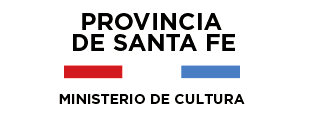 PROVINCIA
DE SANTA FE
MINISTERIO DE CULTURA